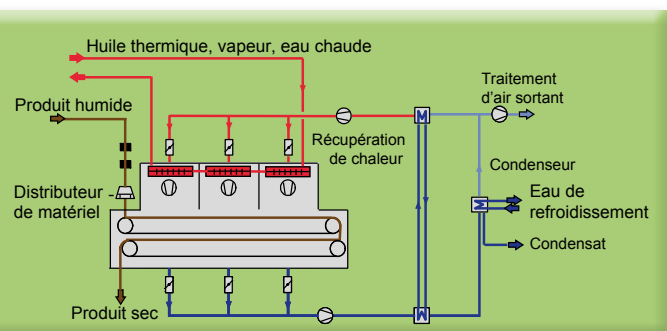 Huile thermique, vapeur, eau chaude
Traitement
d'air sortant
Produit humide
Récupération
de chaleur
Condenseur
Distributeur
de matériel
Eau de
refroidissement
Condensat
Produit sec